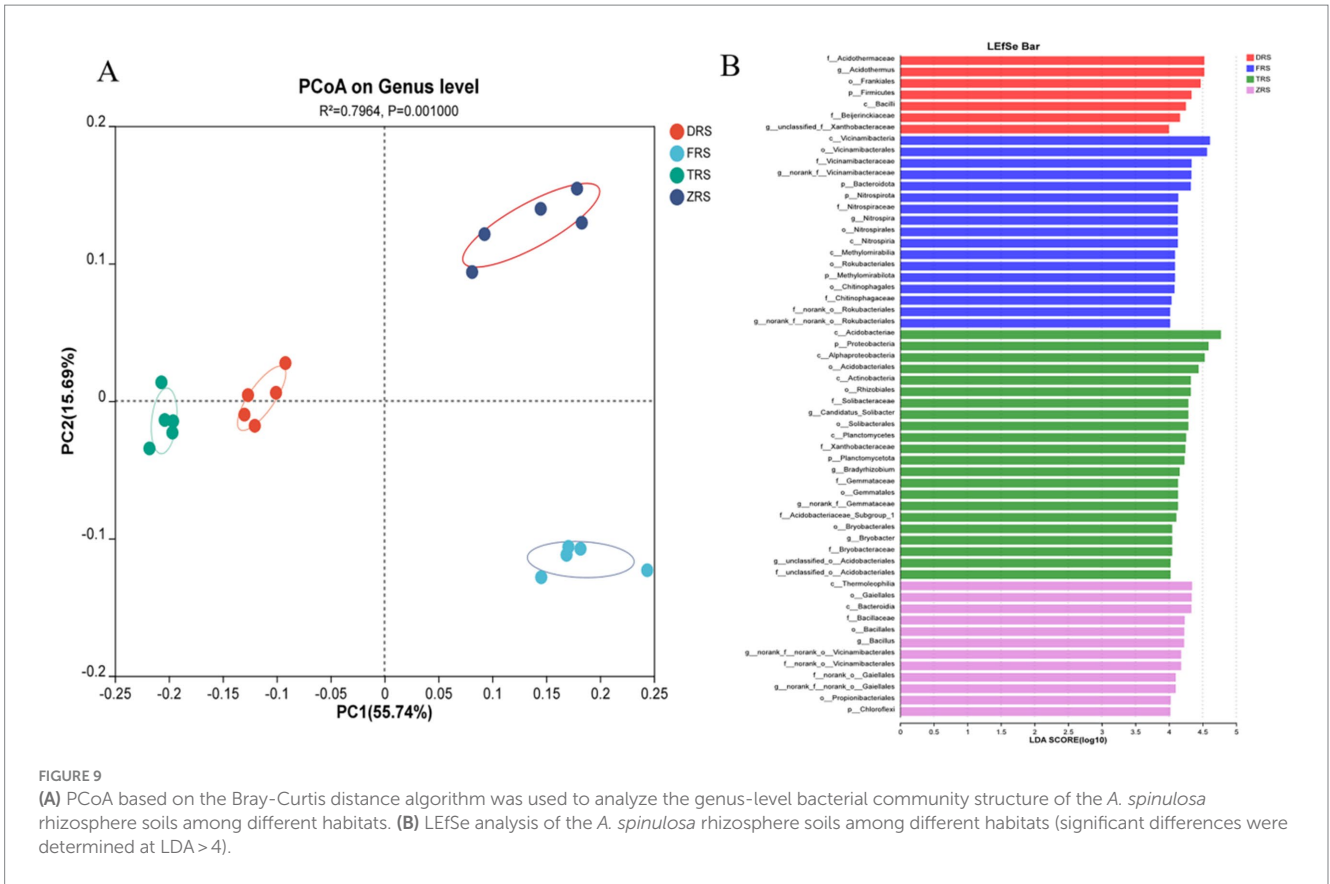 A
PCoA on Genus level
R²=0.7964, P=0.001000
DRS
FRS
TRS
ZRS
0.2
0.1
0
-0.1
-0.2
PC2(15.69%)
-0.25
-0.2
-0.15
-0.1
-0.05
0
0.05
0.1
0.15
0.2
0.25
PC1(55.74%)
B
LEfSe Bar
DRS
FRS
TRS
ZRS
f__Acidothermaceae
g__Acidothermus
o__Frankiales
p__Firmicutes
c__Bacilli
f__Beijerinckiaceae
g__unclassified_f__Xanthobacteraceae
c__Vicinamibacteria
o__Vicinamibacterales
f__Vicinamibacteraceae
g__norank_f__Vicinamibacteraceae
p__Bacteroidota
p__Nitrospirota
f__Nitrospiraceae
g__Nitrospira
o__Nitrospirales
c__Nitrospiria
c__Methylomirabilia
o__Rokubacteriales
p__Methylomirabilota
o__Chitinophagales
f__Chitinophagaceae
f__norank_o__Rokubacteriales
g__norank_f__norank_o__Rokubacteriales
c__Acidobacteriae
p__Proteobacteria
c__Alphaproteobacteria
o__Acidobacteriales
c__Actinobacteria
o__Rhizobiales
f__Solibacteraceae
g__Candidatus_Solibacter
o__Solibacterales
c__Planctomycetes
f__Xanthobacteraceae
p__Planctomycetota
g__Bradyrhizobium
f__Gemmataceae
o__Gemmatales
g__norank_f__Gemmataceae
f__Acidobacteriaceae_Subgroup_1
o__Bryobacterales
g__Bryobacter
f__Bryobacteraceae
g__unclassified_o__Acidobacteriales
f__unclassified_o__Acidobacteriales
c__Thermoleophilia
o__Gaiellales
c__Bacteroidia
f__Bacillaceae
o__Bacillales
g__Bacillus
g__norank_f__norank_o__Vicinamibacterales
f__norank_o__Vicinamibacterales
f__norank_o__Gaiellales
g__norank_f__norank_o__Gaiellales
o__Propionibacteriales
p__Chloroflexi
0
0.5
1
1.5
2
2.5
3
3.5
4
4.5
5
LDA SCORE(log10)
FIGURE 9
(A) PCoA based on the Bray-Curtis distance algorithm was used to analyze the genus-level bacterial community structure of the A. spinulosa
rhizosphere soils among different habitats. (B) LEfSe analysis of the A. spinulosa rhizosphere soils among different habitats (significant differences were
determined at LDA > 4).